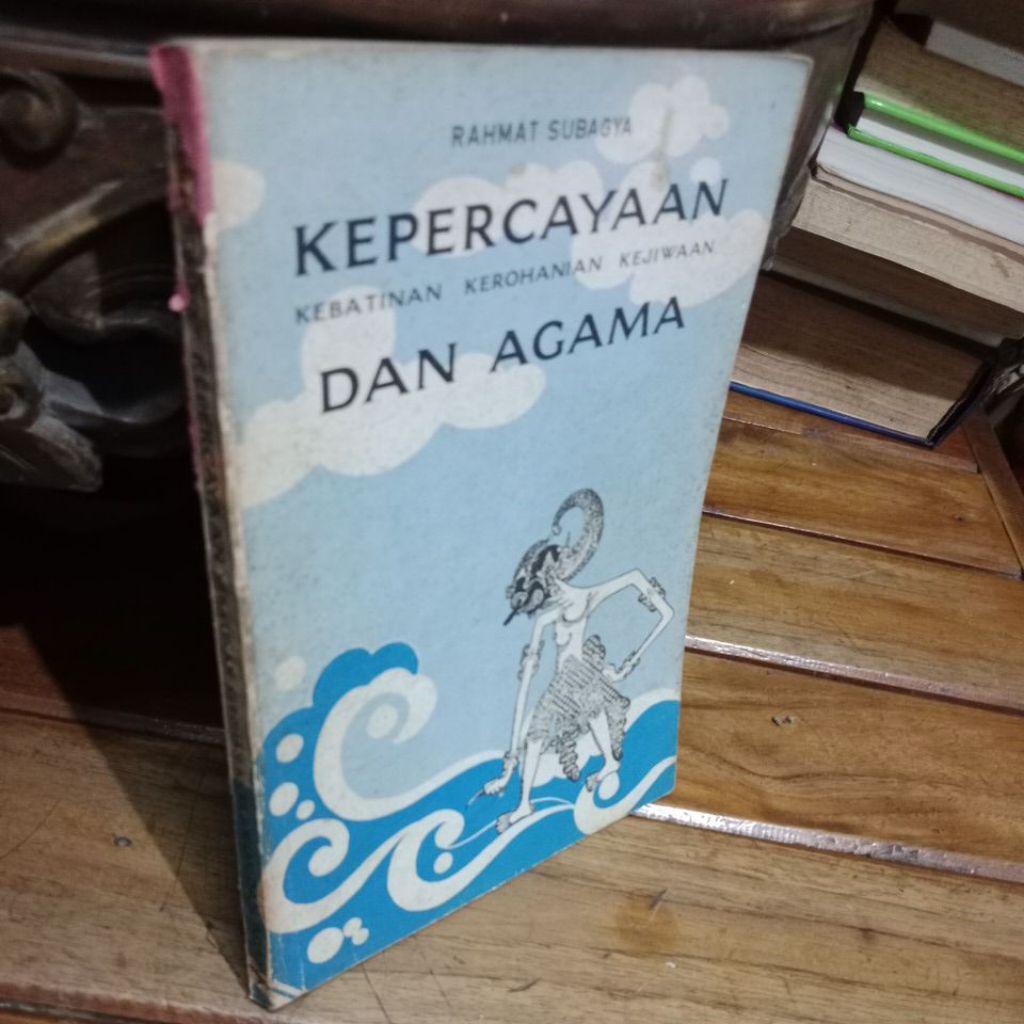 RAHMAT SUBAGYA
KEPERCAYAAN
KEBATINAN KEROHANIAN KEJIWAAN
DAN AGAMA